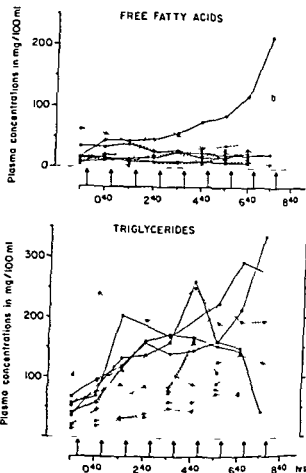 FREE FATTY ACIDS
Plasma concentrations in mg/100 ml
200
100
0
0⁴⁰ 2⁴⁰ 4⁴⁰ 6⁴⁰ 8⁴⁰
TRIGLYCERIDES
Plasma concentrations in mg/100 ml
300
200
100
0⁴⁰ 2⁴⁰ 4⁴⁰ 6⁴⁰ 8⁴⁰